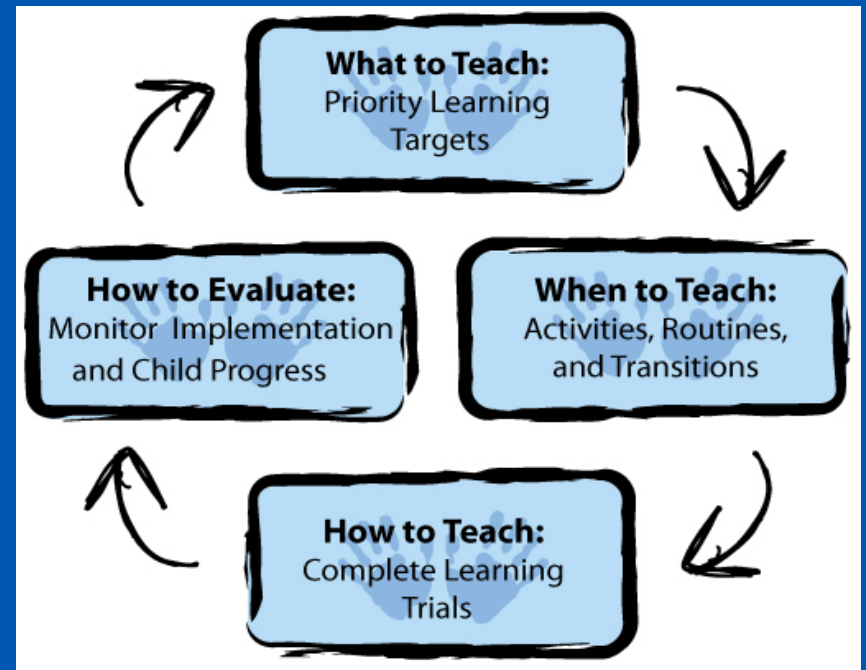 What to Teach:
Priority Learning
Targets
When to Teach:
Activities, Routines,
and Transitions
How to Teach:
Complete Learning
Trials
How to Evaluate:
Monitor Implementation
and Child Progress